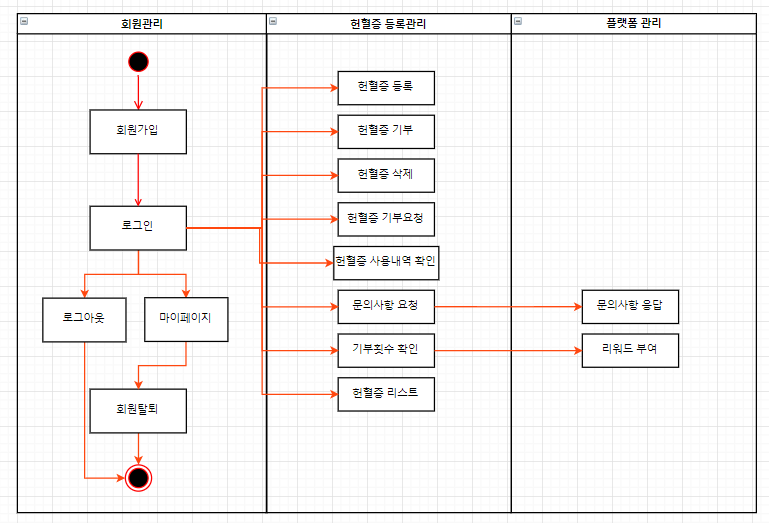 회원관리
헌혈증 등록관리
플랫폼 관리
헌혈증 등록
회원가입
헌혈증 기부
헌혈증 삭제
로그인
헌혈증 기부요청
헌혈증 사용내역 확인
로그아웃
마이페이지
문의사항 요청
문의사항 응답
기부횟수 확인
리워드 부여
헌혈증 리스트
회원탈퇴